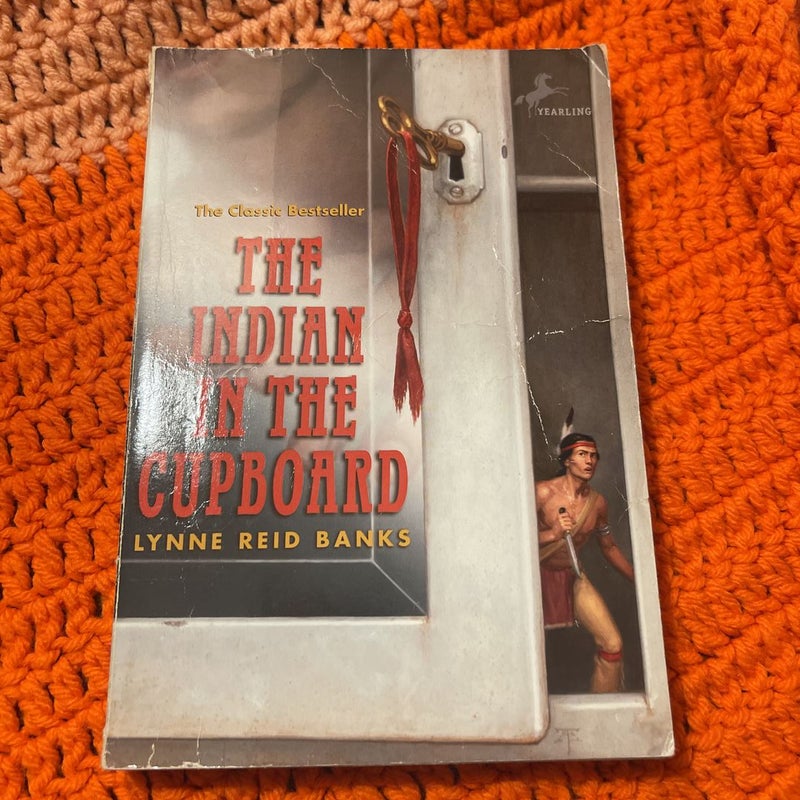 YEARLING
The Classic Bestseller
THE
INDIAN
IN THE
CUPBOARD
LYNNE REID BANKS